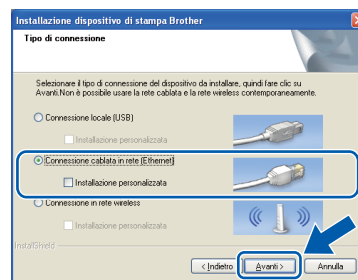 Installazione dispositivo di stampa Brother
Tipo di connessione
Selezionare il tipo di connessione del dispositivo da installare, quindi fare clic su
Avanti.Non è possibile usare la rete cablata e la rete wireless contemporaneamente.
Connessione locale (USB)
Installazione personalizzata
Connessione cablata in rete (Ethernet)
Installazione personalizzata
Connessione in rete wireless
Installazione personalizzata
InstallShield
< Indietro Avanti > Annulla